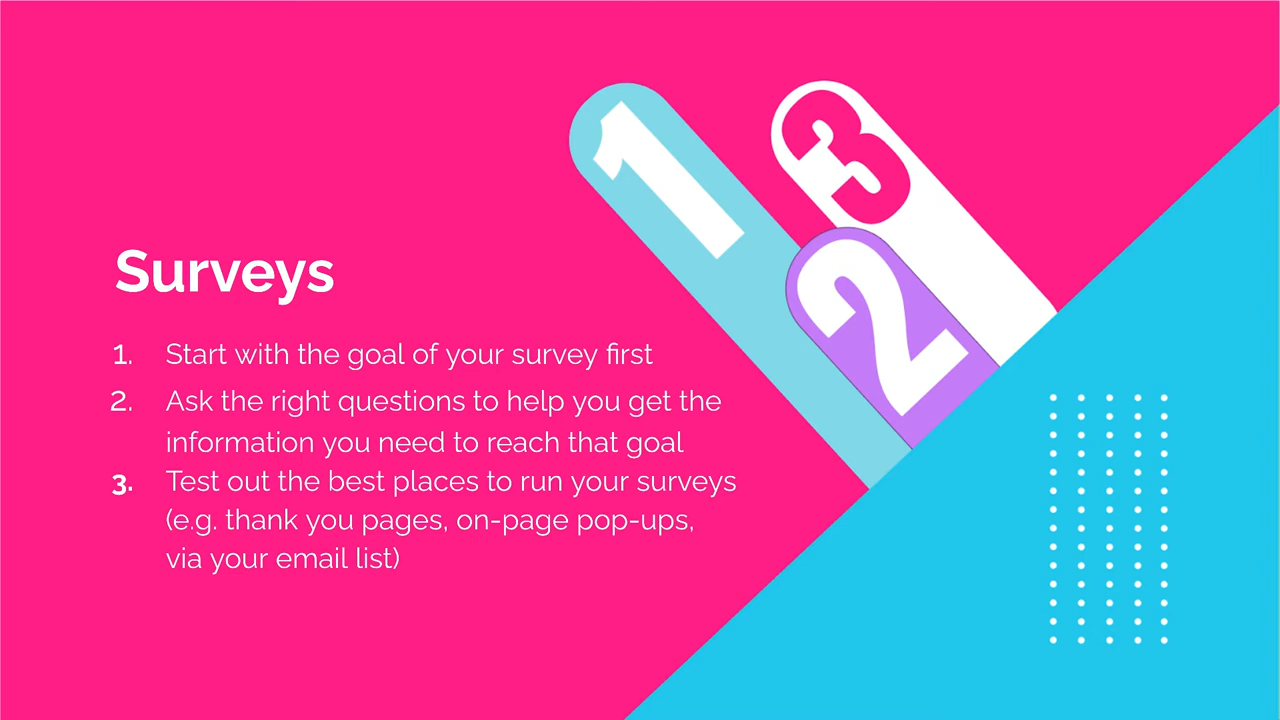 1
3
2
Surveys
1. Start with the goal of your survey first
2. Ask the right questions to help you get the
information you need to reach that goal
3. Test out the best places to run your surveys
(e.g. thank you pages, on-page pop-ups,
via your email list)